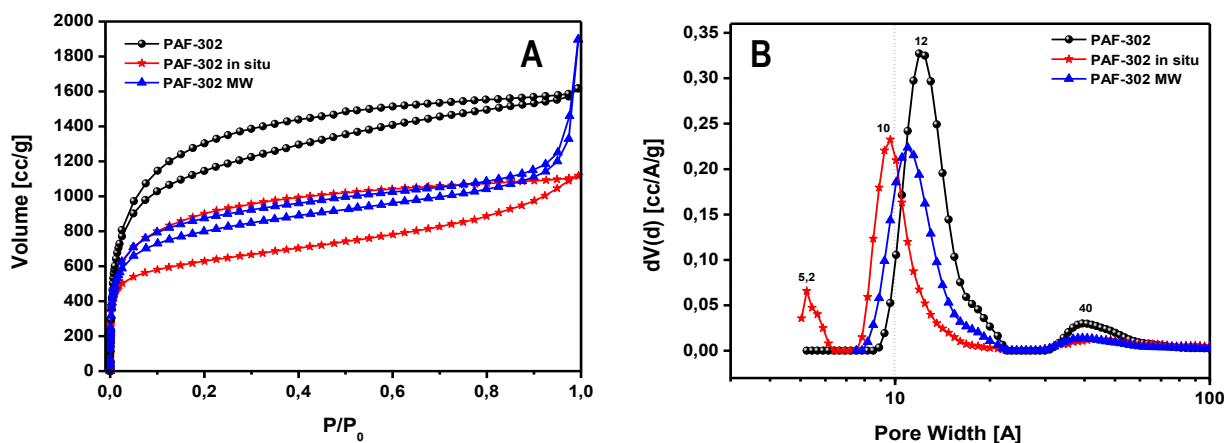 A
PAF-302
PAF-302 in situ
PAF-302 MW
Volume [cc/g]
2000
1800
1600
1400
1200
1000
800
600
400
200
0
0,0 0,2 0,4 0,6 0,8 1,0
P/P0
B
PAF-302
PAF-302 in situ
PAF-302 MW
dV(d) [cc/A/g]
0,35
0,30
0,25
0,20
0,15
0,10
0,05
0,00
12
10
5,2
40
10 100
Pore Width [A]